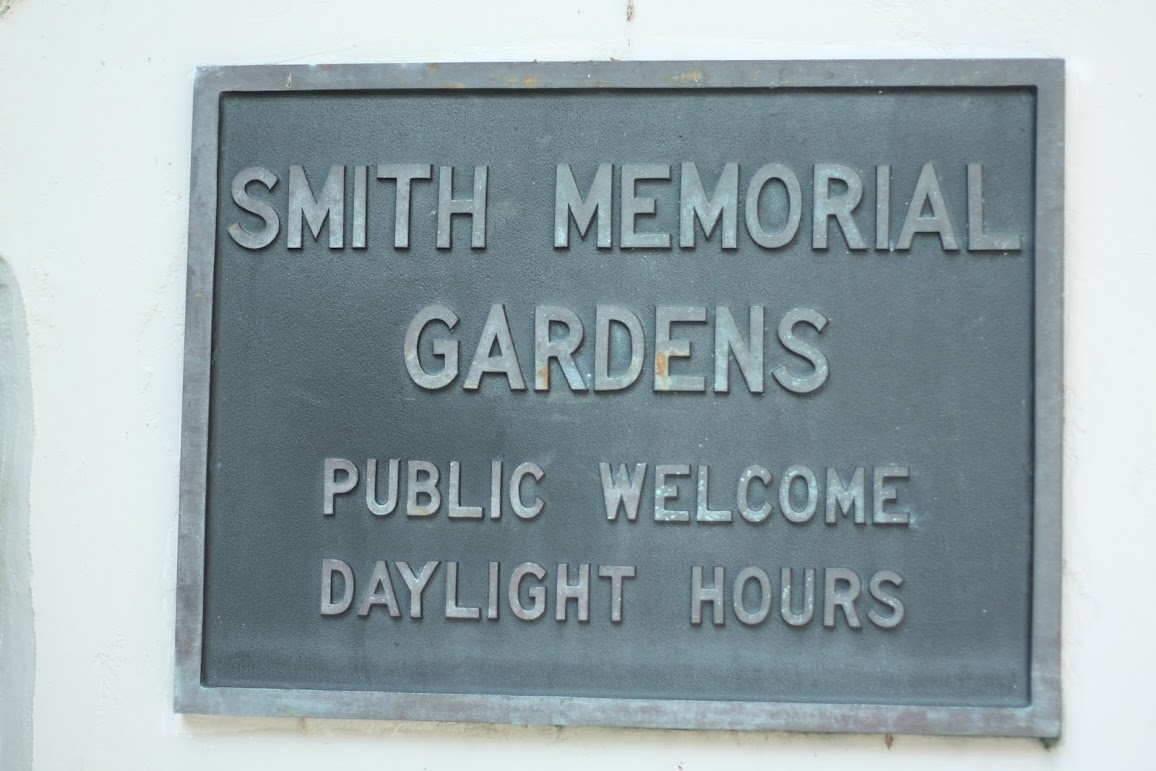 SMITH MEMORIAL
GARDENS
PUBLIC WELCOME
DAYLIGHT HOURS